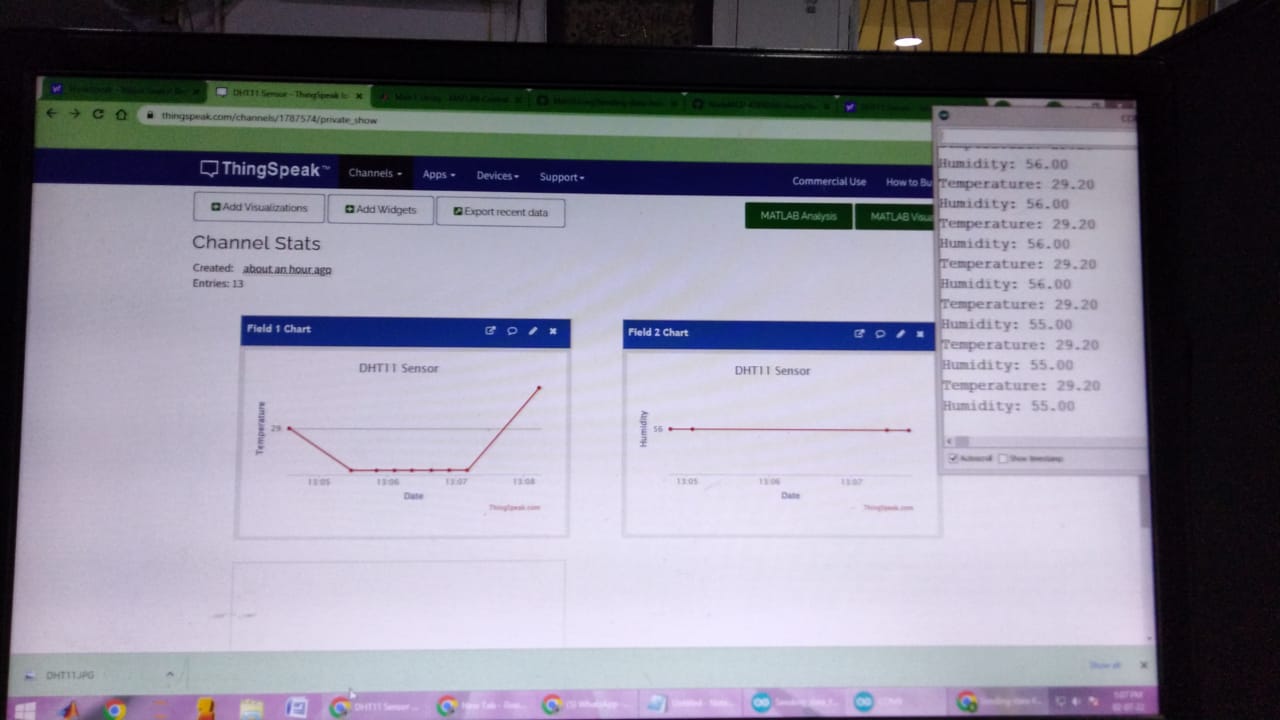 DHT11 Sensor - ThingSpeak Io
thingspeak.com/channels/1787574/private_show
ThingSpeak™
Channels
Apps
Devices
Support
Commercial Use
How to Bu
Add Visualizations
Add Widgets
Export recent data
MATLAB Analysis
MATLAB Visua
Channel Stats
Created: about an hour ago
Entries: 13
Field 1 Chart
DHT11 Sensor
Temperature
29
13:05 13:06 13:07 13:08
Date
ThingSpeak.com
Field 2 Chart
DHT11 Sensor
Humidity
56
13:05 13:06 13:07
Date
ThingSpeak.com
Humidity: 56.00
Temperature: 29.20
Humidity: 56.00
Temperature: 29.20
Humidity: 56.00
Temperature: 29.20
Humidity: 56.00
Temperature: 29.20
Humidity: 55.00
Temperature: 29.20
Humidity: 55.00
Temperature: 29.20
Humidity: 55.00
Autoscroll
Show timestamp
DHT11.JPG
Show all
DHT11 Sensor ...
New Tab - Goo...
(5) WhatsApp -...
Untitled - Note...
5:07 PM